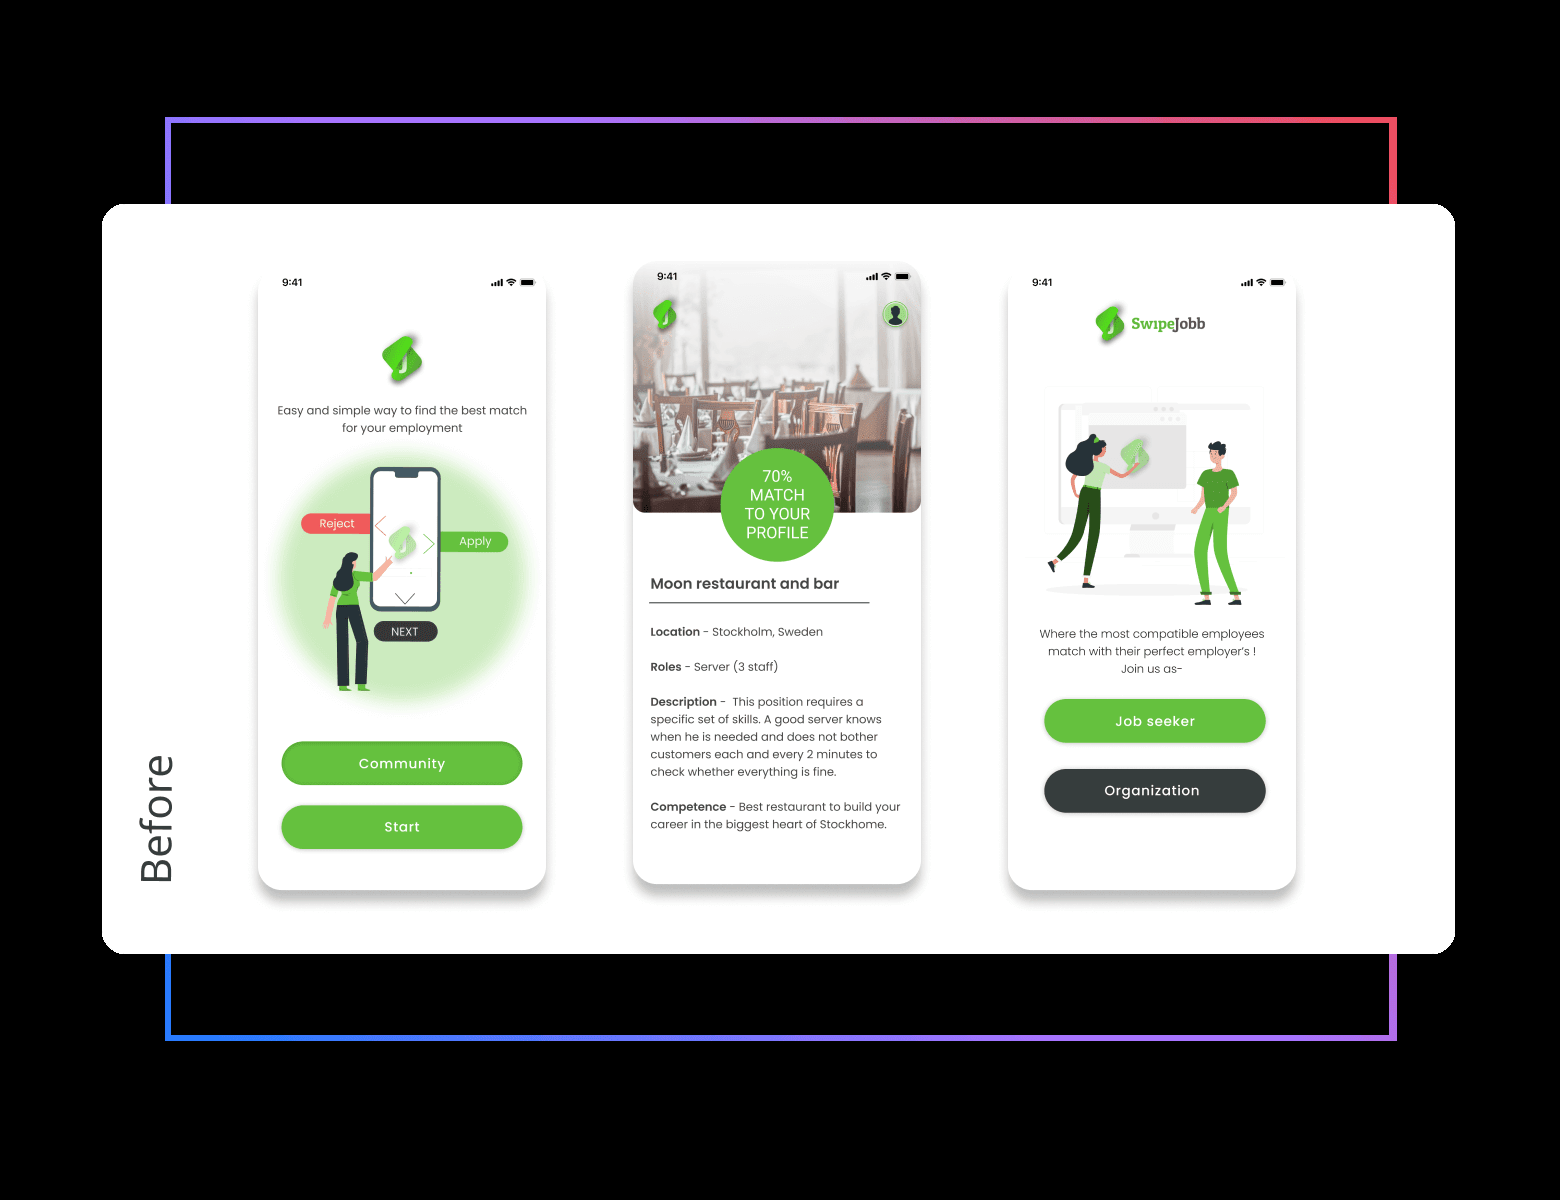 Before
9:41
Easy and simple way to find the best match
for your employment
Reject
Apply
NEXT
Community
Start
9:41
70%
MATCH
TO YOUR
PROFILE
Moon restaurant and bar
Location - Stockholm, Sweden
Roles - Server (3 staff)
Description - This position requires a
specific set of skills. A good server knows
when he is needed and does not bother
customers each and every 2 minutes to
check whether everything is fine.
Competence - Best restaurant to build your
career in the biggest heart of Stockhome.
9:41
SwipeJobb
Where the most compatible employees
match with their perfect employer's !
Join us as-
Job seeker
Organization